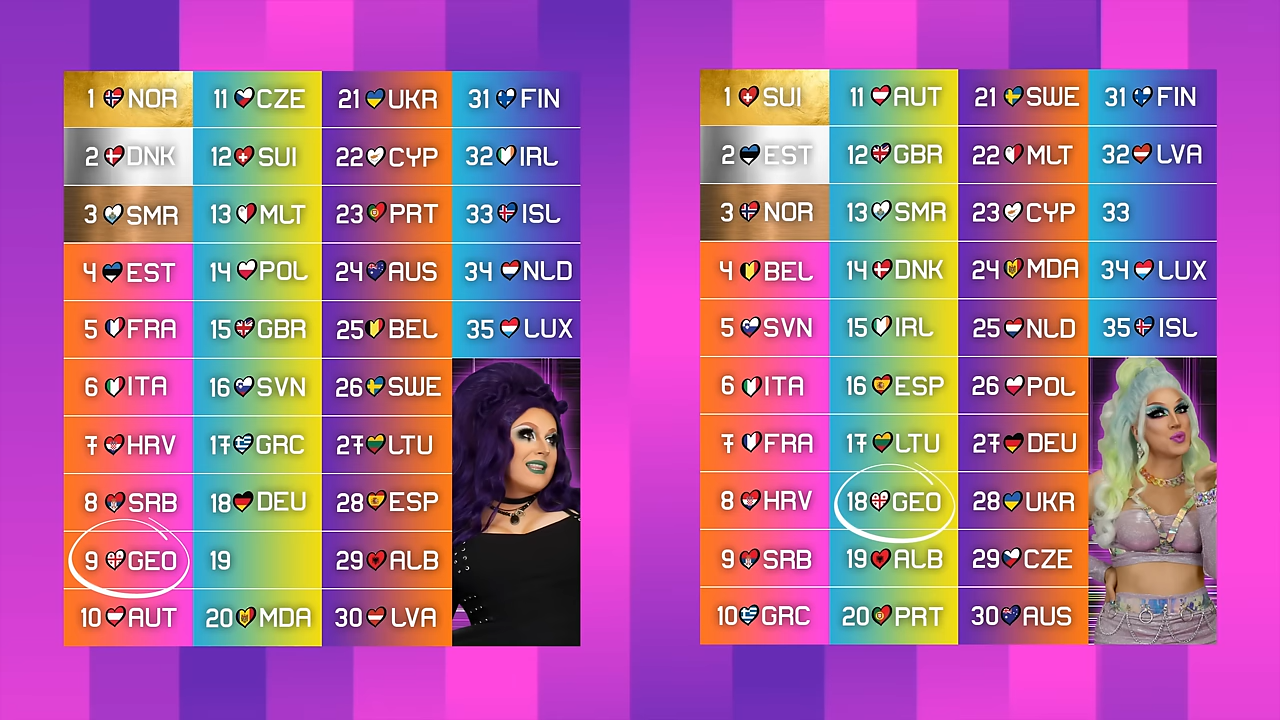 1 NOR
2 DNK
3 SMR
4 EST
5 FRA
6 ITA
7 HRV
8 SRB
9 GEO
10 AUT
11 CZE
12 SUI
13 MLT
14 POL
15 GBR
16 SVN
17 GRC
18 DEU
19
20 MDA
21 UKR
22 CYP
23 PRT
24 AUS
25 BEL
26 SWE
27 LTU
28 ESP
29 ALB
30 LVA
31 FIN
32 IRL
33 ISL
34 NLD
35 LUX
1 SUI
2 EST
3 NOR
4 BEL
5 SVN
6 ITA
7 FRA
8 HRV
9 SRB
10 GRC
11 AUT
12 GBR
13 SMR
14 DNK
15 IRL
16 ESP
17 LTU
18 GEO
19 ALB
20 PRT
21 SWE
22 MLT
23 CYP
24 MDA
25 NLD
26 POL
27 DEU
28 UKR
29 CZE
30 AUS
31 FIN
32 LVA
33
34 LUX
35 ISL